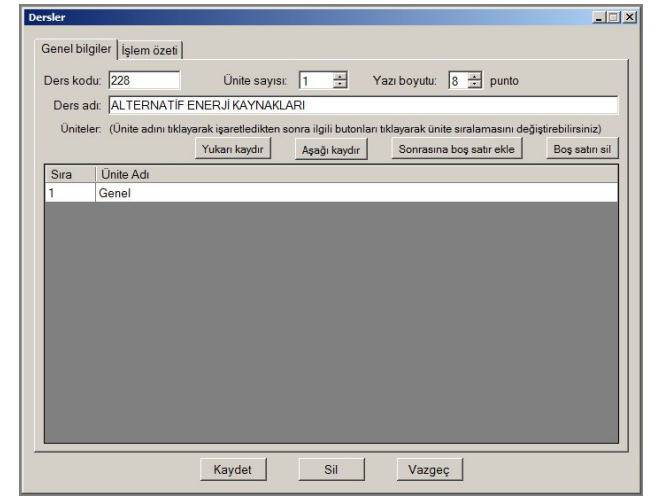 Dersler
Genel bilgiler İşlem özeti
Ders kodu: 228 Ünite sayısı: 1 Yazı boyutu: 8 punto
Ders adı: ALTERNATİF ENERJİ KAYNAKLARI
Üniteler: (Ünite adını tıklayarak işaretledikten sonra ilgili butonları tıklayarak ünite sıralamasını değiştirebilirsiniz)
Yukarı kaydır Aşağı kaydır Sonrasına boş satır ekle Boş satırı sil
Sıra Ünite Adı
1 Genel
Kaydet Sil Vazgeç